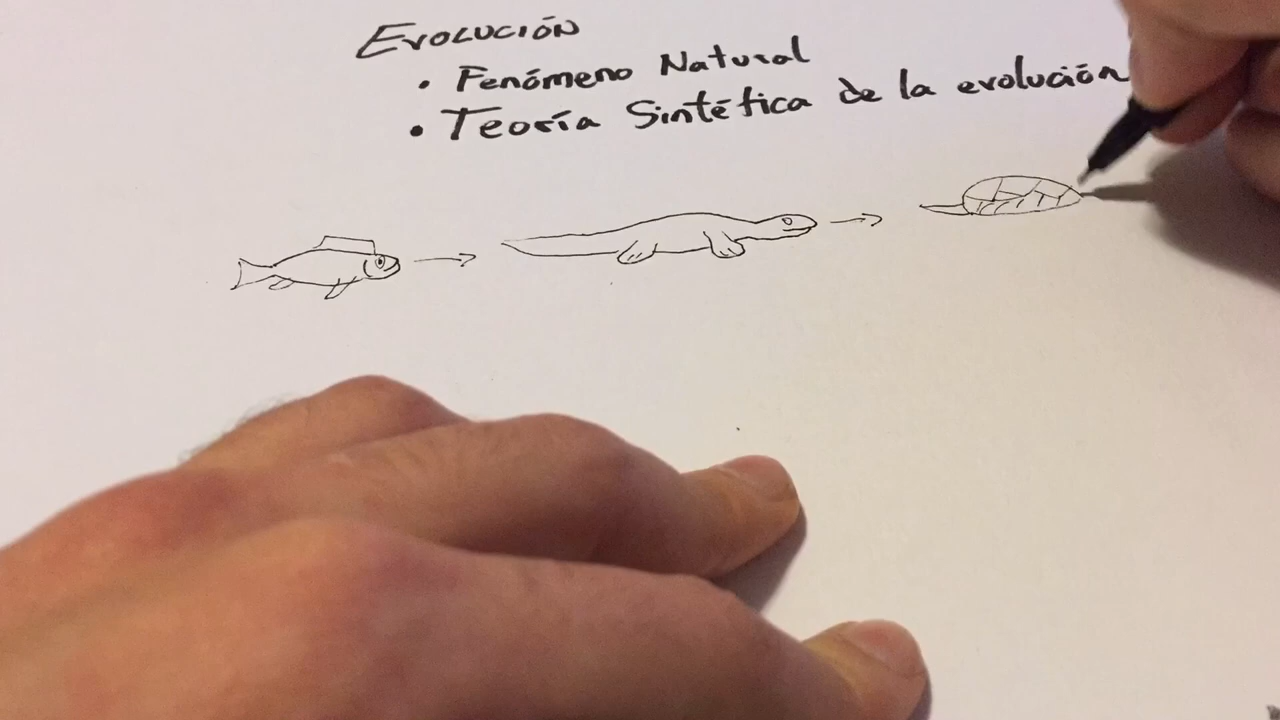 Evolución
• Fenómeno Natural
• Teoría Sintética de la evolución